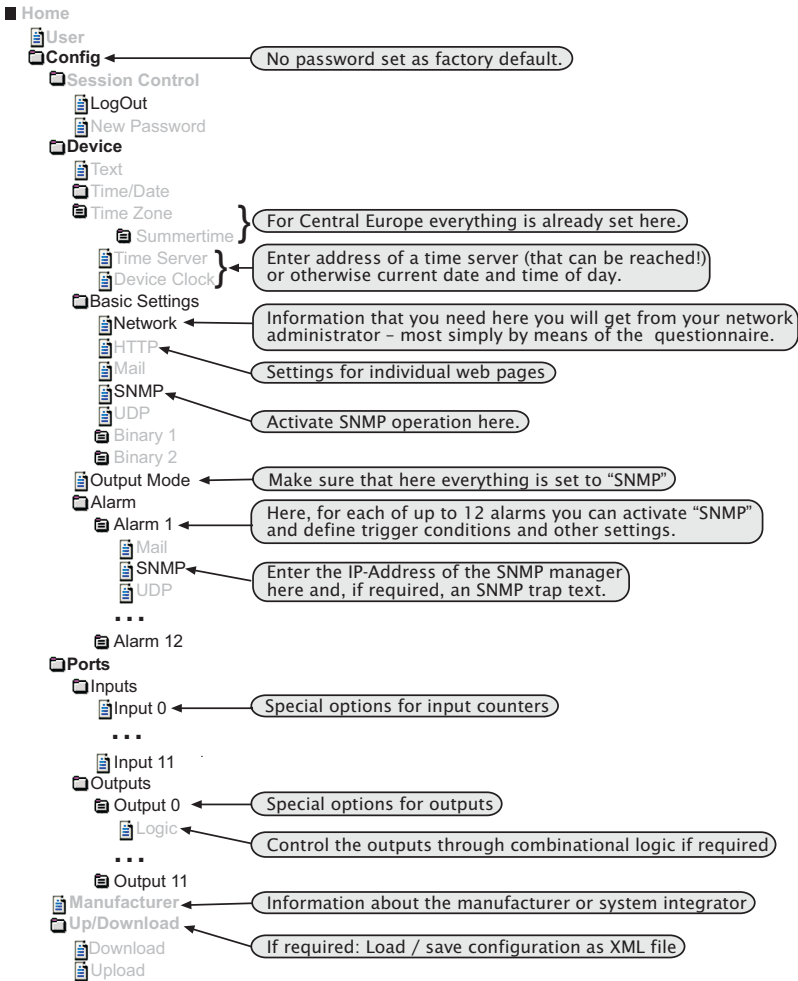 Home
User
Config
No password set as factory default.
Session Control
LogOut
New Password
Device
Text
Time/Date
Time Zone
Summertime
For Central Europe everything is already set here.
Time Server
Device Clock
Enter address of a time server (that can be reached!)
or otherwise current date and time of day.
Basic Settings
Network
Information that you need here you will get from your network
administrator – most simply by means of the questionnaire.
HTTP
Settings for individual web pages
Mail
SNMP
Activate SNMP operation here.
UDP
Binary 1
Binary 2
Output Mode
Make sure that here everything is set to “SNMP”
Alarm
Alarm 1
Here, for each of up to 12 alarms you can activate “SNMP”
and define trigger conditions and other settings.
Mail
SNMP
Enter the IP-Address of the SNMP manager
here and, if required, an SNMP trap text.
UDP
...
Alarm 12
Ports
Inputs
Input 0
Special options for input counters
...
Input 11
Outputs
Output 0
Special options for outputs
Logic
Control the outputs through combinational logic if required
...
Output 11
Manufacturer
Information about the manufacturer or system integrator
Up/Download
If required: Load / save configuration as XML file
Download
Upload